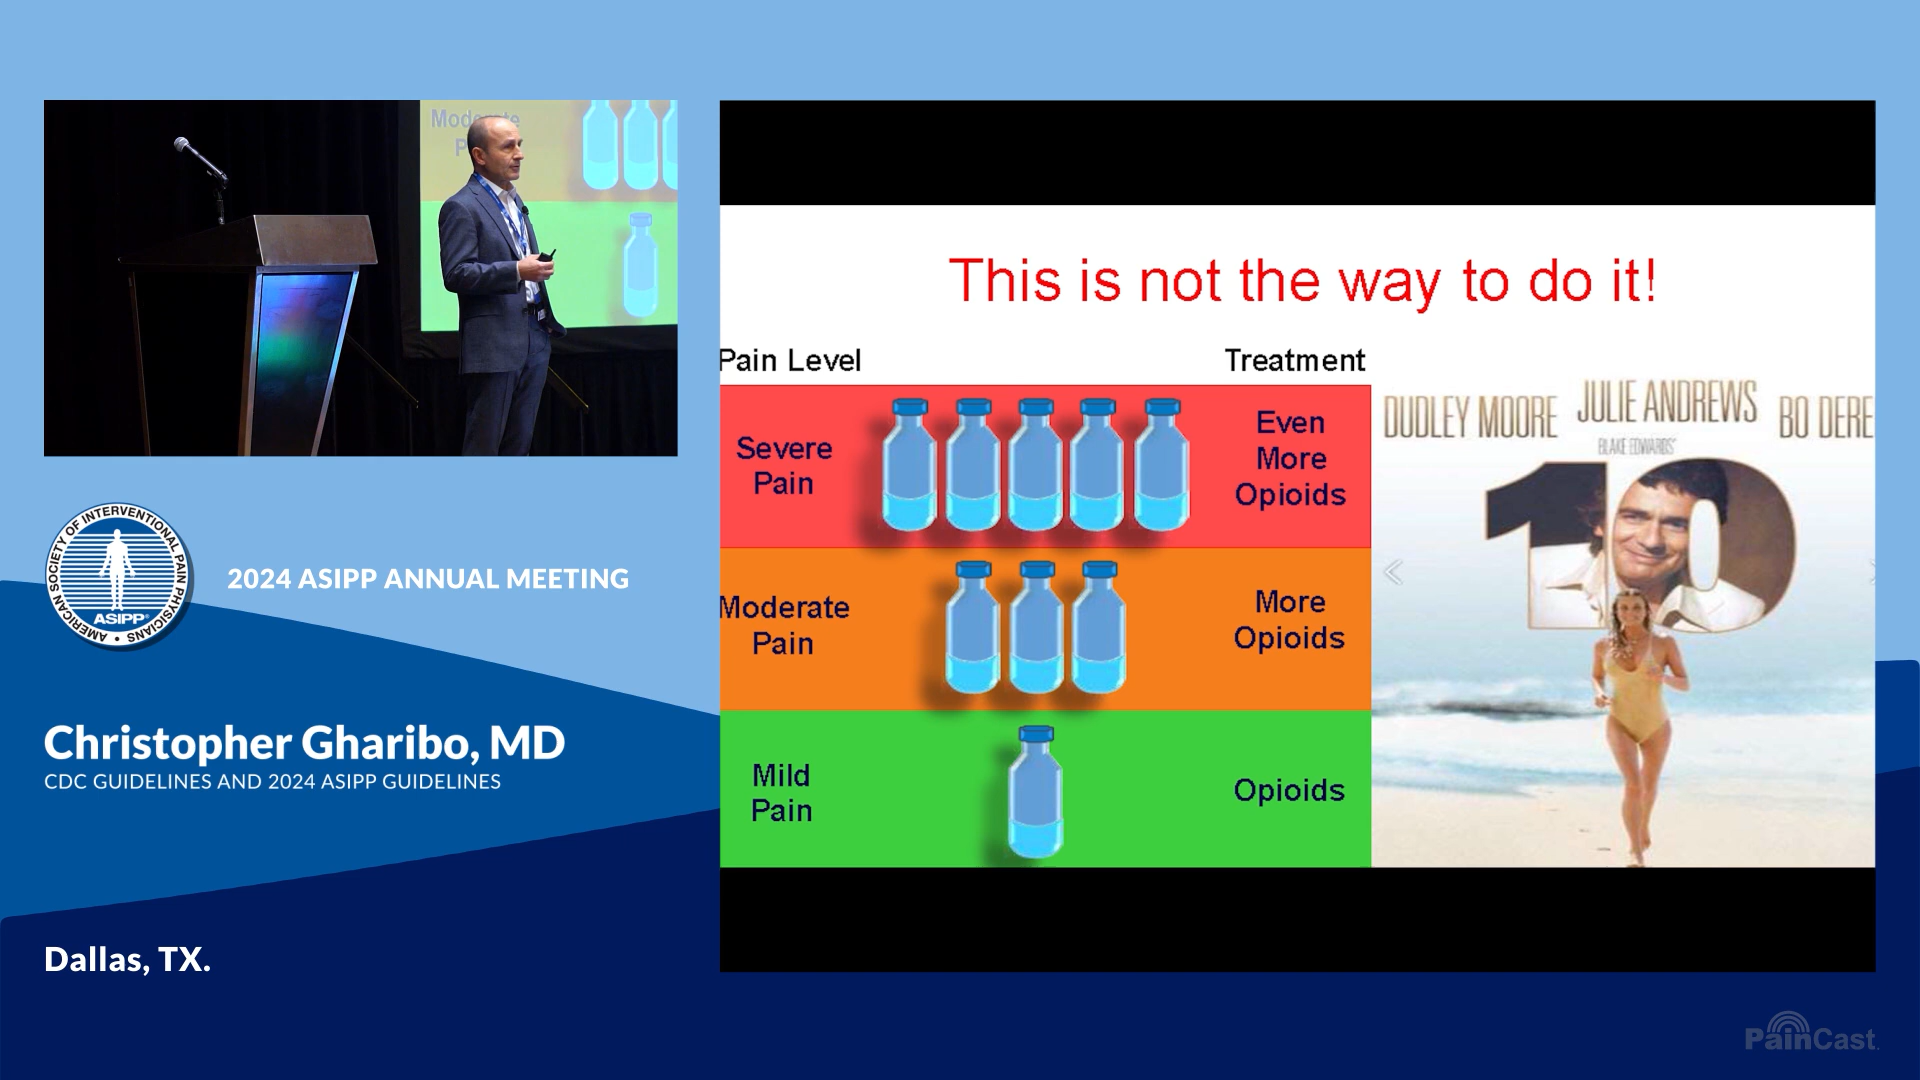 Moderate
AMERICAN SOCIETY OF INTERVENTIONAL PAIN PHYSICIANS
ASIPP®
2024 ASIPP ANNUAL MEETING
Christopher Gharibo, MD
CDC GUIDELINES AND 2024 ASIPP GUIDELINES
Dallas, TX.
This is not the way to do it!
Pain Level
Treatment
Severe
Pain
Even
More
Opioids
Moderate
Pain
More
Opioids
Mild
Pain
Opioids
DUDLEY MOORE
JULIE ANDREWS
BO DERE
BLAKE EDWARDS'
10
PainCast.